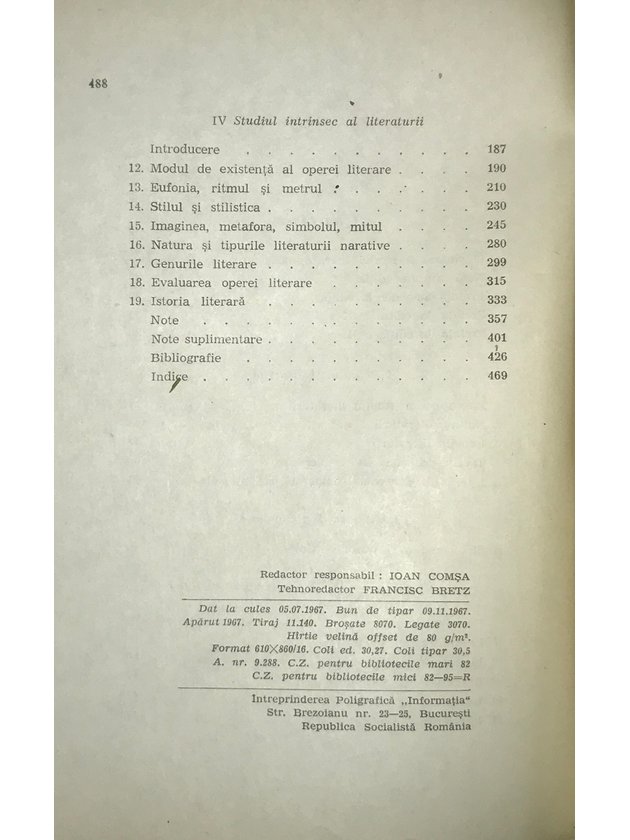 488
IV Studiul intrinsec al literaturii
Introducere . . . . . . . . . . . 187
12. Modul de existență al operei literare . . . . 190
13. Eufonia, ritmul și metrul . . . . . . 210
14. Stilul și stilistica . . . . . . . . . . 230
15. Imaginea, metafora, simbolul, mitul . . . . 245
16. Natura și tipurile literaturii narative . . . . 280
17. Genurile literare . . . . . . . . . . 299
18. Evaluarea operei literare . . . . . . . 315
19. Istoria literară . . . . . . . . . . 333
Note . . . . . . . . . . . . . 357
Note suplimentare . . . . . . . . . . 401
Bibliografie . . . . . . . . . . 426
Indice . . . . . . . . . . . . . 469
Redactor responsabil : IOAN COMȘA
Tehnoredactor FRANCISC BRETZ
Dat la cules 05.07.1967. Bun de tipar 09.11.1967.
Apărut 1967. Tiraj 11.140. Broșate 8070. Legate 3070.
Hîrtie velină offset de 80 g/m².
Format 610×860/16. Coli ed. 30,27. Coli tipar 30,5
A. nr. 9.288. C.Z. pentru bibliotecile mari 82
C.Z. pentru bibliotecile mici 82—95=R
Intreprinderea Poligrafică „Informația“
Str. Brezoianu nr. 23—25, București
Republica Socialistă România